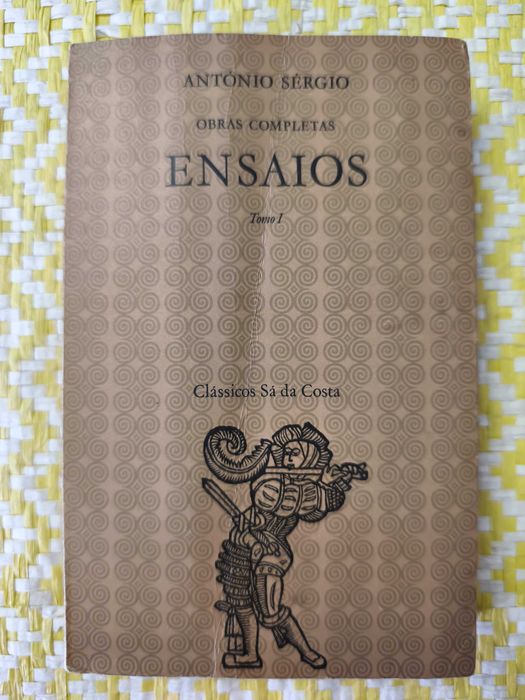 ANTÓNIO SÉRGIO
OBRAS COMPLETAS
ENSAIOS
Tomo I
Clássicos Sá da Costa